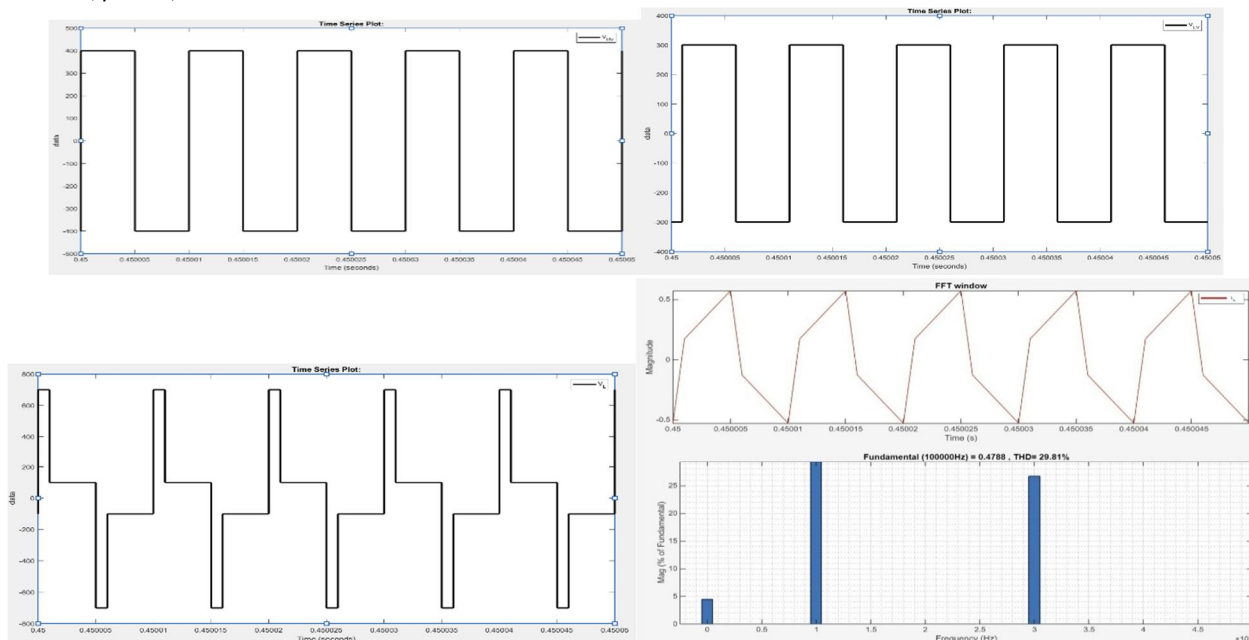 Time Series Plot:
500
400
300
200
100
0
-100
-200
-300
-400
-500
data
0.45 0.450005 0.45001 0.450015 0.45002 0.450025 0.45003 0.450035 0.45004 0.450045 0.45005
Time (seconds)
Time Series Plot:
400
300
200
100
0
-100
-200
-300
-400
data
0.45 0.450005 0.45001 0.450015 0.45002 0.450025 0.45003 0.450035 0.45004 0.450045 0.45005
Time (seconds)
Time Series Plot:
V_L
800
600
400
200
0
-200
-400
-600
-800
data
0.45 0.450005 0.45001 0.450015 0.45002 0.450025 0.45003 0.450035 0.45004 0.450045 0.45005
Time (seconds)
FFT window
0.5
0
-0.5
Magnitude
0.45 0.450005 0.45001 0.450015 0.45002 0.450025 0.45003 0.450035 0.45004 0.450045
Time (s)
Fundamental (100000Hz) = 0.4788 , THD= 29.81%
25
20
15
10
5
0
Mag (% of Fundamental)
0 0.5 1 1.5 2 2.5 3 3.5 4 4.5
Frequency (Hz)